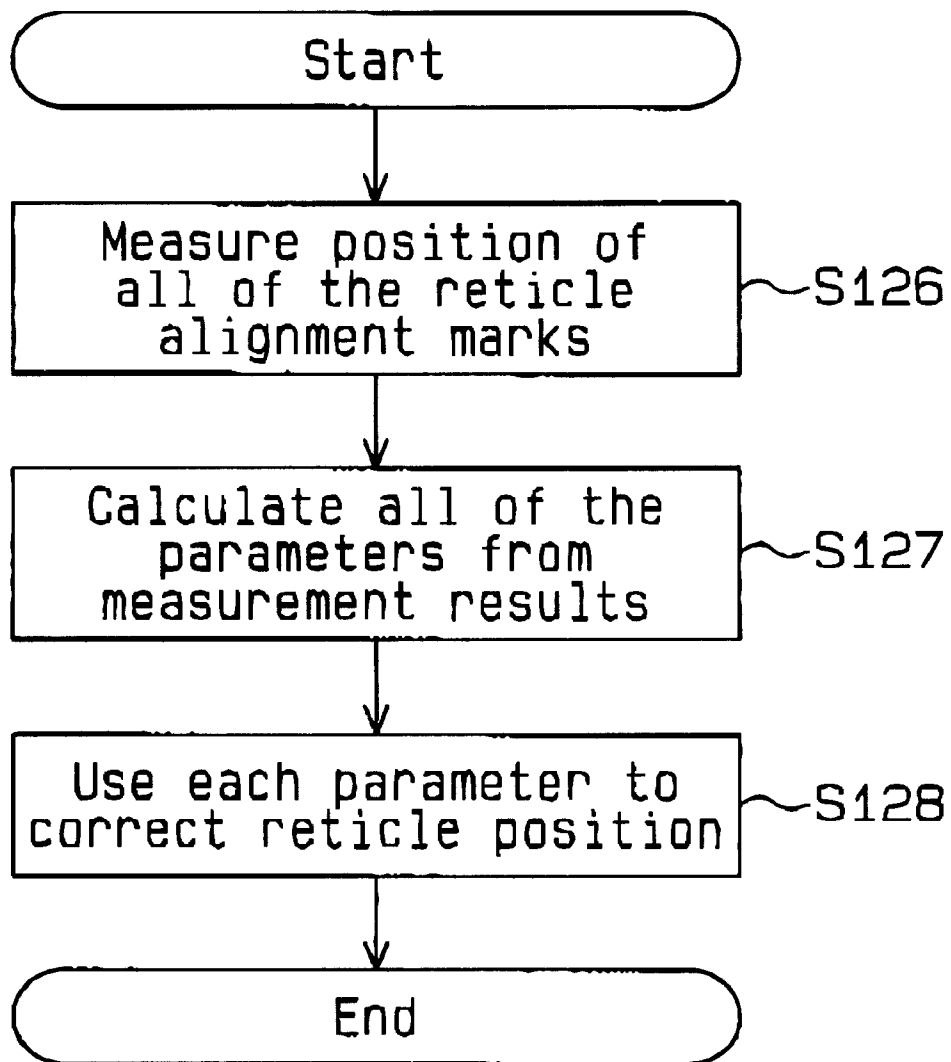 Start
Measure position of
all of the reticle
alignment marks
S126
Calculate all of the
parameters from
measurement results
S127
Use each parameter to
correct reticle position
S128
End